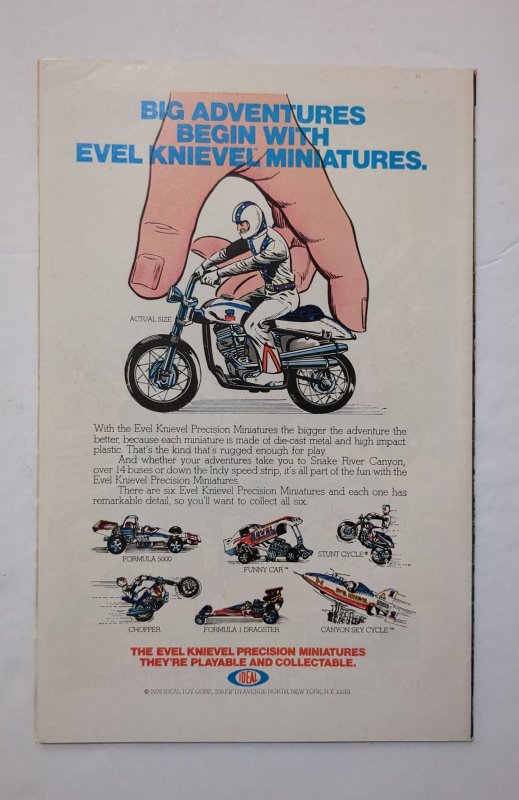 BIG ADVENTURES
BEGIN WITH
EVEL KNIEVEL™ MINIATURES.
ACTUAL SIZE
With the Evel Knievel Precision Miniatures the bigger the adventure the
better, because each miniature is made of die-cast metal and high impact
plastic. That's the kind that's rugged enough for play.
And whether your adventures take you to Snake River Canyon,
over 14 buses or down the Indy speed strip, it's all part of the fun with the
Evel Knievel Precision Miniatures.
There are six Evel Knievel Precision Miniatures and each one has
remarkable detail, so you'll want to collect all six.
FORMULA 5000
EVEL
FUNNY CAR™
STUNT CYCLE®
CHOPPER
FORMULA 1 DRAGSTER
CANYON SKY CYCLE™
THE EVEL KNIEVEL PRECISION MINIATURES
THEY'RE PLAYABLE AND COLLECTABLE.
IDEAL
© 1976 IDEAL TOY CORP., 200 FIFTH AVENUE NORTH, NEW YORK, N.Y. 10010.